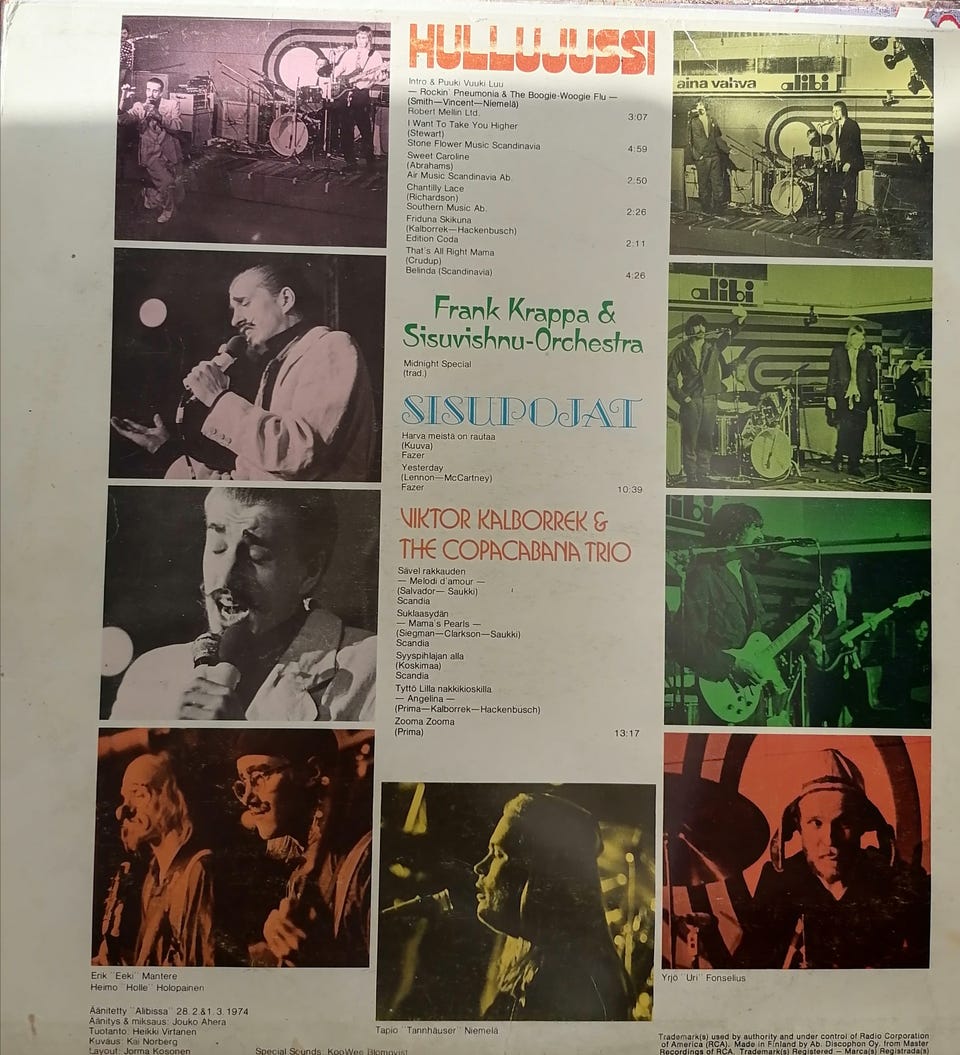 HULLUJUSSI
Intro & Puuki Vuuki Luu
— Rockin' Pneumonia & The Boogie-Woogie Flu —
(Smith—Vincent—Niemelä)
Robert Mellin Ltd. 3:07
I Want To Take You Higher
(Stewart)
Stone Flower Music Scandinavia 4:59
Sweet Caroline
(Abrahams)
Air Music Scandinavia Ab. 2:50
Chantilly Lace
(Richardson)
Southern Music Ab. 2:26
Friduna Skikuna
(Kalborrek—Hackenbusch)
Edition Coda 2:11
That's All Right Mama
(Crudup)
Belinda (Scandinavia) 4:26
Frank Krappa &
Sisuvishnu-Orchestra
Midnight Special
(trad.)
SISUPOJAT
Harva meistä on rautaa
(Kuuva)
Fazer
Yesterday
(Lennon—McCartney)
Fazer 10:39
VIKTOR KALBORREK &
THE COPACABANA TRIO
Sävel rakkauden
— Melodi d'amour —
(Salvador— Saukki)
Scandia
Suklaasydän
— Mama's Pearls —
(Siegman—Clarkson—Saukki)
Scandia
Syyspihlajan alla
(Koskimaa)
Scandia
Tyttö Lilla nakkikioskilla
— Angelina —
(Prima—Kalborrek—Hackenbusch)
Zooma Zooma
(Prima) 13:17
aina vahva alibi
alibi
Erik ¨Eeki¨ Mantere
Heimo ¨Holle¨ Holopainen
Äänitetty ¨Alibissa¨ 28.2.&1.3.1974
Äänitys & miksaus: Jouko Ahera
Tuotanto: Heikki Virtanen
Kuvaus: Kai Norberg
Layout: Jorma Kosonen
Special Sounds: KooWee Blomqvist
Tapio ¨Tannhäuser¨ Niemelä
Yrjö ¨Uri¨ Fonselius
Trademark(s) used by authority and under control of Radio Corporation
of America (RCA). Made in Finland by Ab. Discophon Oy. from Master
Recordings of RCA. Trademark(s) Registered — Marca(s) Registrada(s)